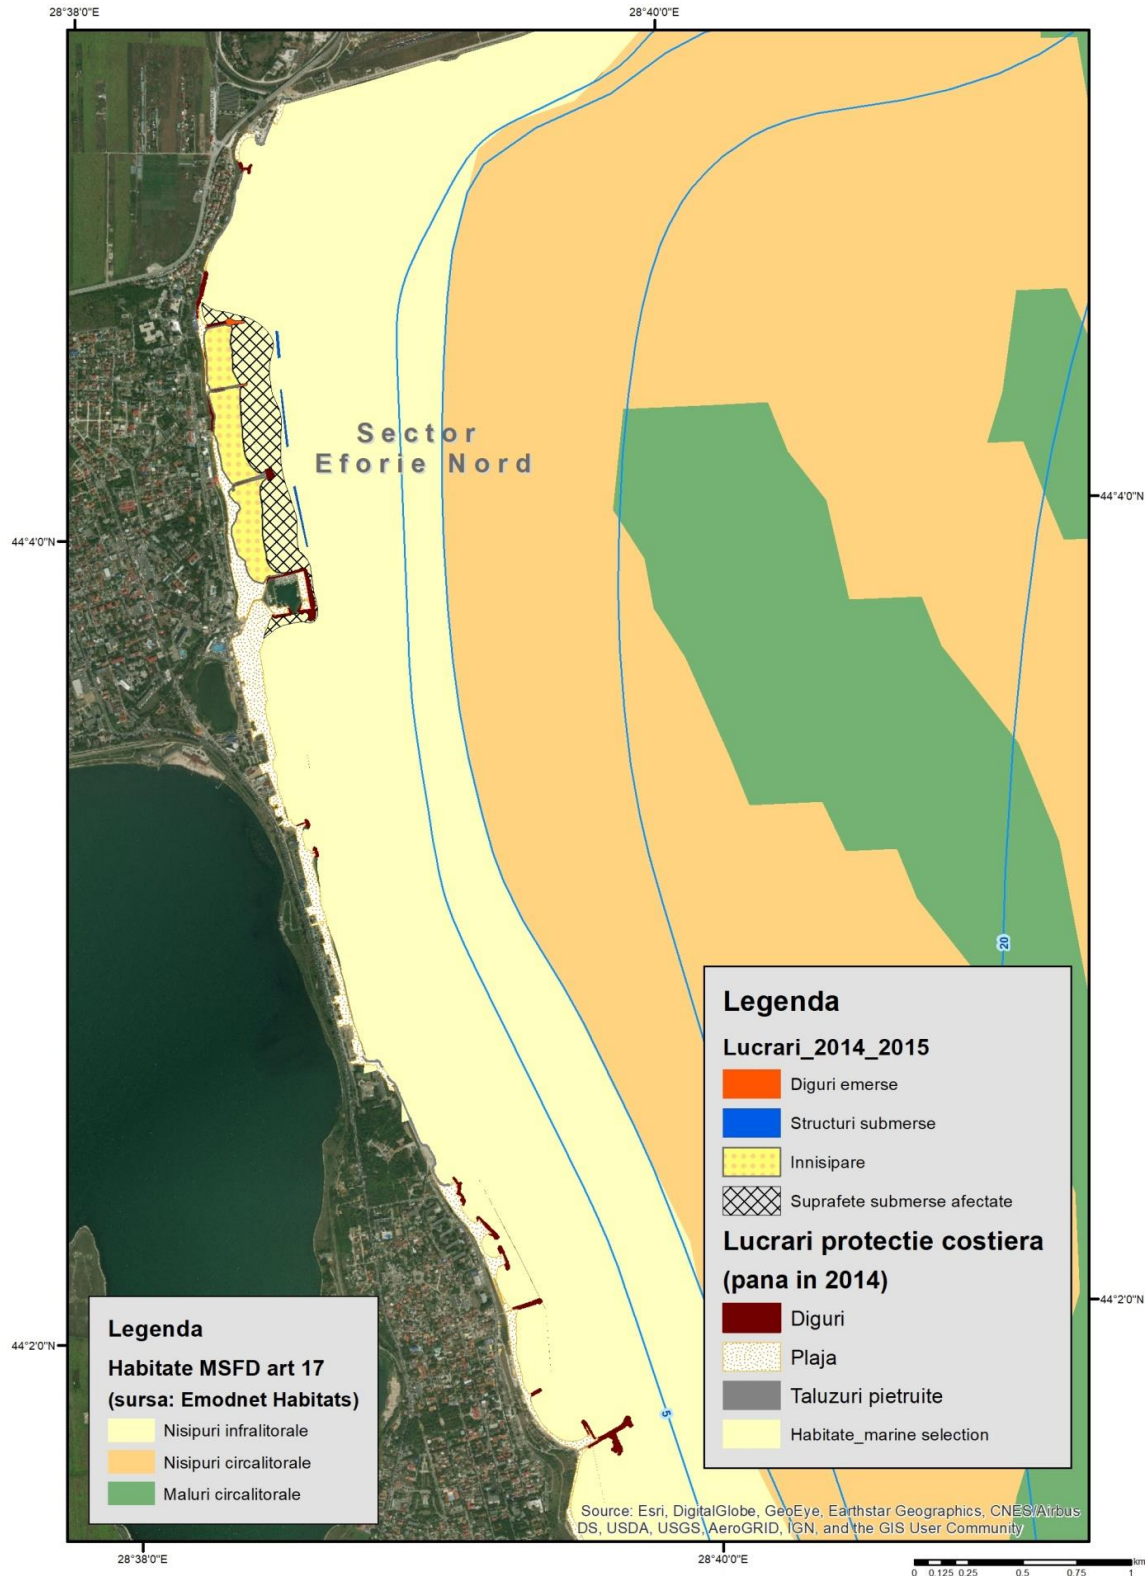 28°38'0"E
28°40'0"E
Sector
Eforie Nord
44°4'0"N
44°4'0"N
20
Legenda
Lucrari_2014_2015
Diguri emerse
Structuri submerse
Innisipare
Suprafete submerse afectate
Lucrari protectie costiera
(pana in 2014)
Diguri
Plaja
Taluzuri pietruite
Habitate_marine selection
44°2'0"N
44°2'0"N
Legenda
Habitate MSFD art 17
(sursa: Emodnet Habitats)
Nisipuri infralitorale
Nisipuri circalitorale
Maluri circalitorale
5
Source: Esri, DigitalGlobe, GeoEye, Earthstar Geographics, CNES/Airbus
DS, USDA, USGS, AeroGRID, IGN, and the GIS User Community
28°38'0"E
28°40'0"E
km
0 0.125 0.25 0.5 0.75 1